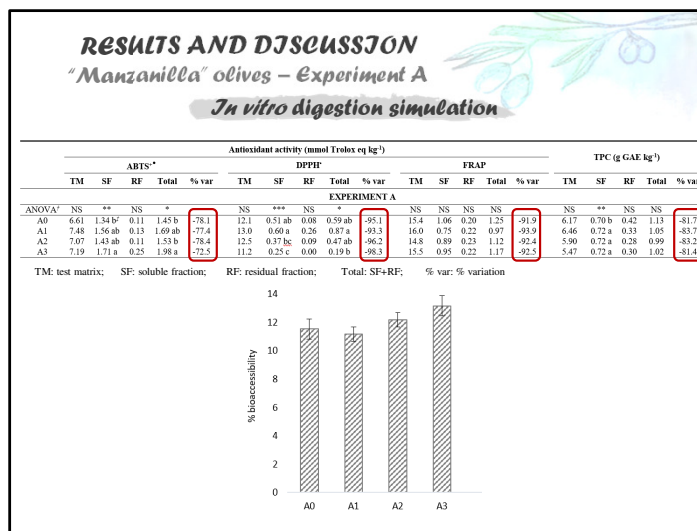 RESULTS AND DISCUSSION
"Manzanilla" olives – Experiment A
In vitro digestion simulation
Antioxidant activity (mmol Trolox eq kg-1)
ABTS+• DPPH• FRAP TPC (g GAE kg-1)
TM SF RF Total % var TM SF RF Total % var TM SF RF Total % var TM SF RF Total % var
EXPERIMENT A
ANOVA† NS ** NS * NS *** NS * NS NS NS NS NS ** NS NS
A0 6.61 1.34 b‡ 0.11 1.45 b -78.1 12.1 0.51 ab 0.08 0.59 ab -95.1 15.4 1.06 0.20 1.25 -91.9 6.17 0.70 b 0.42 1.13 -81.7
A1 7.48 1.56 ab 0.13 1.69 ab -77.4 13.0 0.60 a 0.26 0.87 a -93.3 16.0 0.75 0.22 0.97 -93.9 6.46 0.72 a 0.33 1.05 -83.7
A2 7.07 1.43 ab 0.11 1.53 b -78.4 12.5 0.37 bc 0.09 0.47 ab -96.2 14.8 0.89 0.23 1.12 -92.4 5.90 0.72 a 0.28 0.99 -83.2
A3 7.19 1.71 a 0.25 1.98 a -72.5 11.2 0.25 c 0.00 0.19 b -98.3 15.5 0.95 0.22 1.17 -92.5 5.47 0.72 a 0.30 1.02 -81.4
TM: test matrix; SF: soluble fraction; RF: residual fraction; Total: SF+RF; % var: % variation
% bioaccessibility
14
12
10
8
6
4
2
0
A0 A1 A2 A3